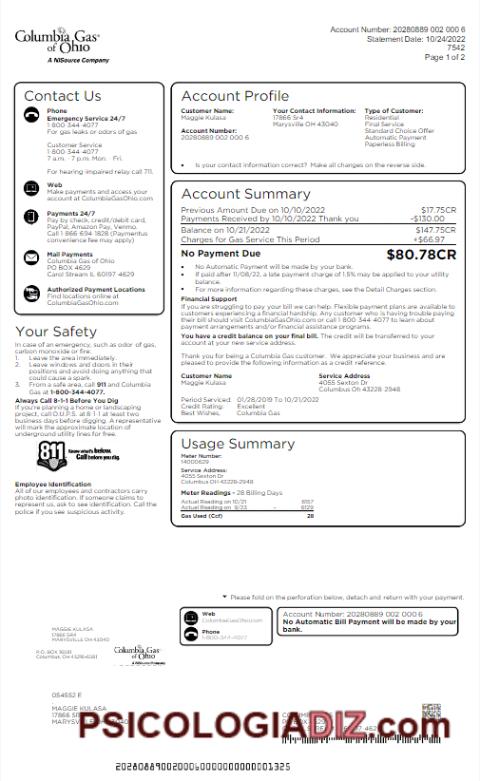 Columbia Gas®
of Ohio
A NiSource Company
Account Number: 20280889 002 000 6
Statement Date: 10/24/2022
7542
Page 1 of 2
Contact Us
Phone
Emergency Service 24/7
1 800 344 4077
For gas leaks or odors of gas
Customer Service
1 800 344 4077
7 a.m. - 7 p.m. Mon. - Fri.
For hearing-impaired relay call 711.
Web
Make payments and access your
account at ColumbiaGasOhio.com
Payments 24/7
Pay by check, credit/debit card,
PayPal, Amazon Pay, Venmo.
Call 1 866 694 1828 (Payments
convenience fee may apply)
Mail Payments
Columbia Gas of Ohio
PO BOX 4629
Carol Stream IL 60197 4629
Authorized Payment Locations
Find locations online at
ColumbiaGasOhio.com
Your Safety
In case of an emergency, such as odor of gas,
carbon monoxide or fire:
1. Leave the area immediately.
2. Leave windows and doors in their
positions and avoid doing anything that
could cause a spark.
3. From a safe area, call 911 and Columbia
Gas at 1-800-344-4077.
Always Call 8-1-1 Before You Dig
If you're planning a home or landscaping
project, call O.U.P.S. at 8 1 1 at least two
business days before digging. A representative
will mark the approximate location of
underground utility lines for free.
811 Know what's below.
Call before you dig.
Employee Identification
All of our employees and contractors carry
photo identification. If someone claims to
represent us, ask to see identification. Call the
police if you see suspicious activity.
Account Profile
Customer Name:
Maggie Kulasa
Account Number:
20280889 002 000 6
Your Contact Information:
17866 Sr4
Marysville OH 43040
Type of Customer:
Residential
Final Service
Standard Choice Offer
Automatic Payment
Paperless Billing
• Is your contact information correct? Make all changes on the reverse side.
Account Summary
Previous Amount Due on 10/10/2022 $17.75CR
Payments Received by 10/10/2022 Thank you -$130.00
Balance on 10/21/2022 $147.75CR
Charges for Gas Service This Period +$66.97
No Payment Due $80.78CR
• No Automatic Payment will be made by your bank.
• If paid after 11/08/22, a late payment charge of 1.5% may be applied to your utility
balance.
• For more information regarding these charges, see the Detail Charges section.
Financial Support
If you are struggling to pay your bill we can help. Flexible payment plans are available to
customers experiencing a financial hardship. Any customer who is having trouble paying
their bill should visit ColumbiaGasOhio.com or call 1 800 344 4077 to learn about
payment arrangements and/or financial assistance programs.
You have a credit balance on your final bill. The credit will be transferred to your
account at your new service address.
Thank you for being a Columbia Gas customer. We appreciate your business and are
pleased to provide the following information as a credit reference.
Customer Name
Maggie Kulasa
Service Address
4055 Sexton Dr
Columbus Oh 43228-2948
Period Serviced: 01/28/2019 To 10/21/2022
Credit Rating: Excellent
Best Wishes, Columbia Gas
Usage Summary
Meter Number:
14000629
Service Address:
4055 Sexton Dr
Columbus OH 43228-2948
Meter Readings - 28 Billing Days
Actual Reading on 10/21 6157
Actual Reading on 9/23 - 6129
Gas Used (Ccf) 28
Please fold on the perforation below, detach and return with your payment.
Web
ColumbiaGasOhio.com
Phone
1-800-344-4077
Account Number: 20280889 002 000 6
No Automatic Bill Payment will be made by your
bank.
MAGGIE KULASA
17866 SR4
MARYSVILLE OH 43040
Columbia Gas®
of Ohio
054552 E
MAGGIE KULASA
17866
PSICOLOGIADIZ.com